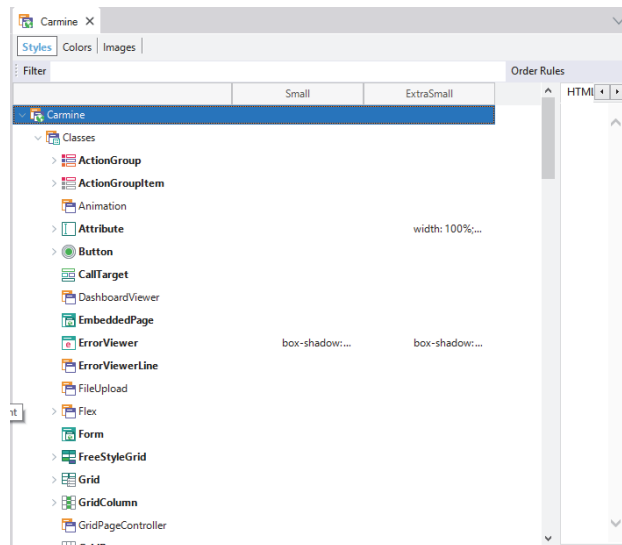 Carmine
Styles Colors Images
Filter Order Rules
Small ExtraSmall HTML
Carmine
Classes
ActionGroup
ActionGroupItem
Animation
Attribute width: 100%;...
Button
CallTarget
DashboardViewer
EmbeddedPage
ErrorViewer box-shadow:... box-shadow:...
ErrorViewerLine
FileUpload
nt Flex
Form
FreeStyleGrid
Grid
GridColumn
GridPageController